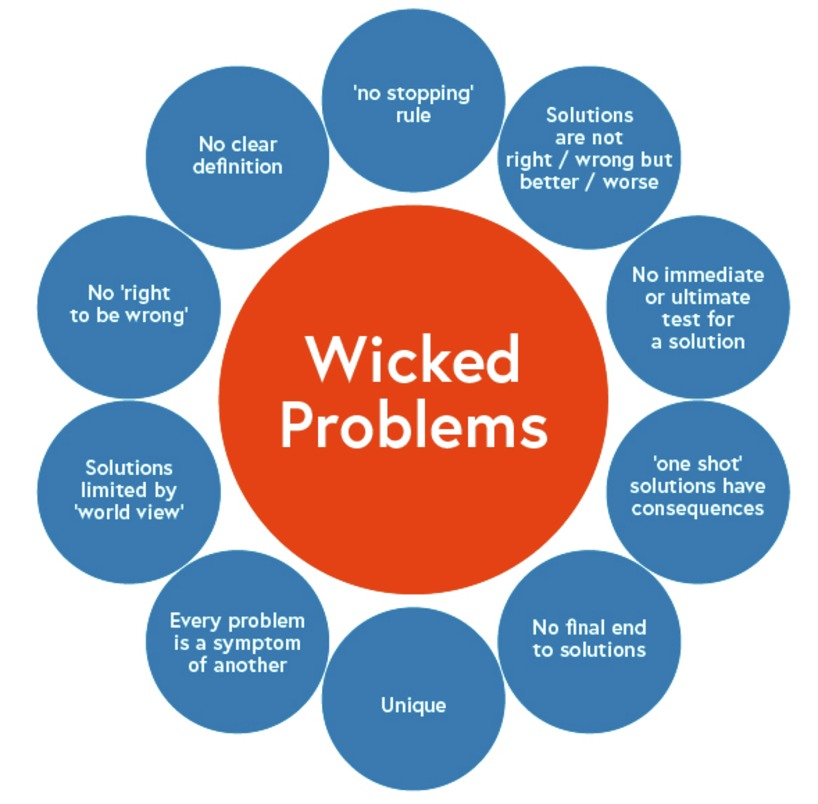 'no stopping'
rule
Solutions
are not
right / wrong but
better / worse
No immediate
or ultimate
test for
a solution
'one shot'
solutions have
consequences
No final end
to solutions
Unique
Every problem
is a symptom
of another
Solutions
limited by
'world view'
No 'right
to be wrong'
No clear
definition
Wicked
Problems